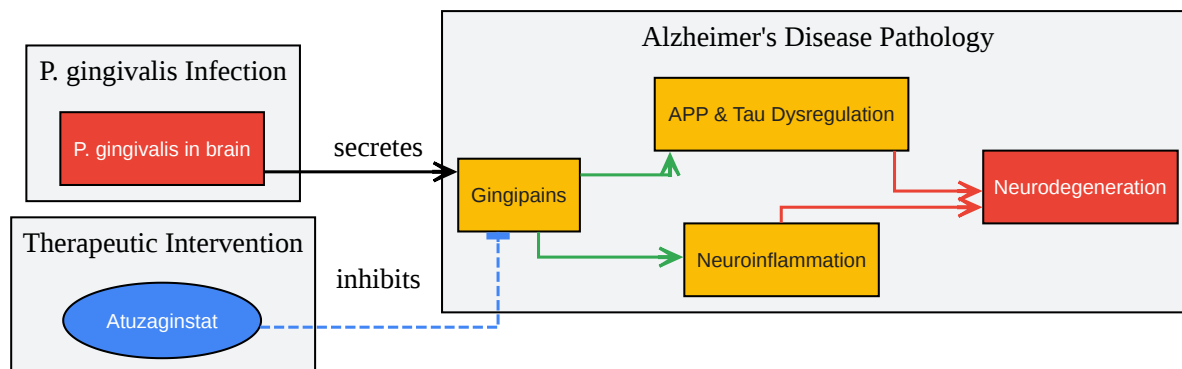 Alzheimer's Disease Pathology
P. gingivalis Infection
P. gingivalis in brain
secretes
Gingipains
APP & Tau Dysregulation
Neurodegeneration
Neuroinflammation
Therapeutic Intervention
inhibits
Atuzaginstat